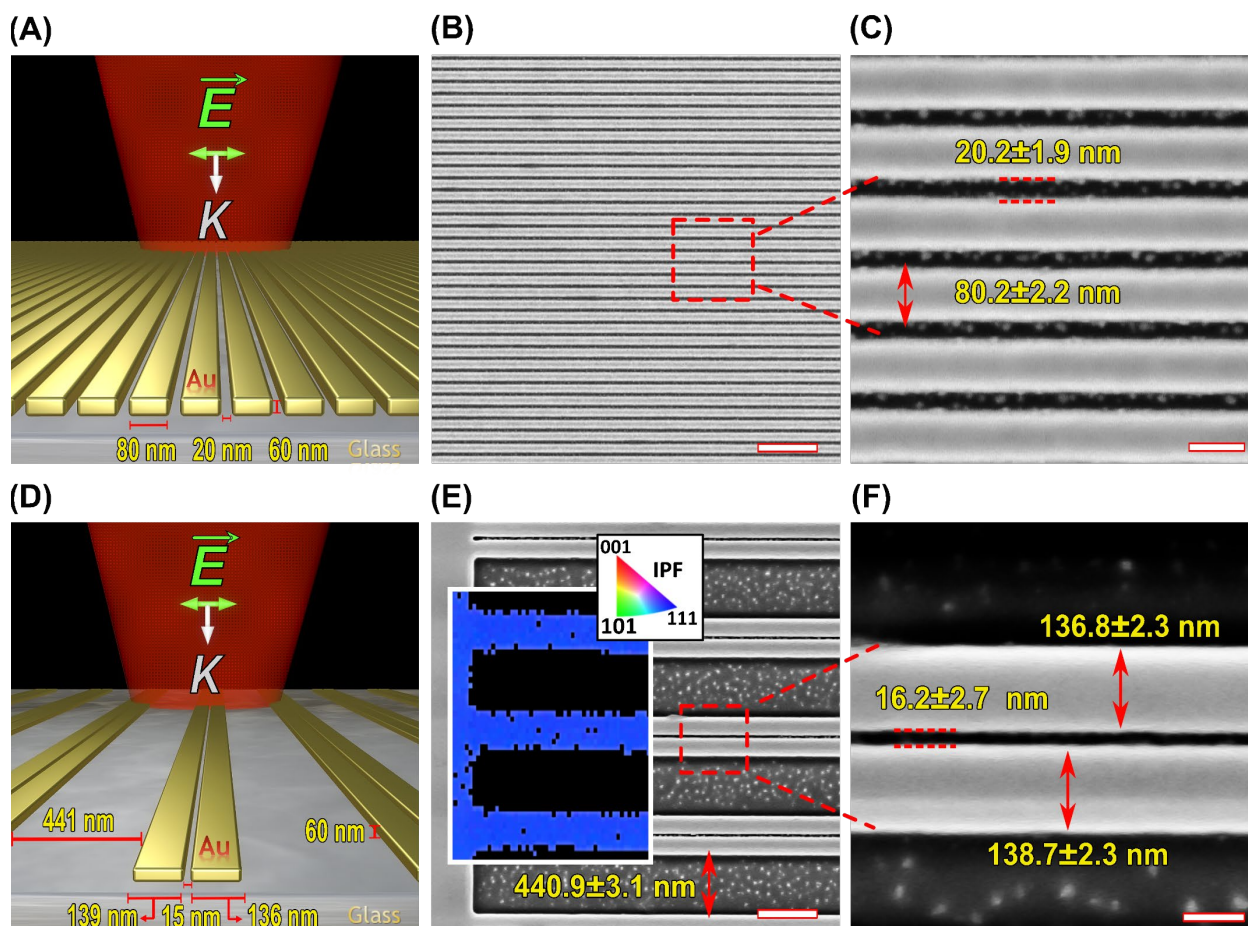 (A)
E
K
Au
80 nm 20 nm 60 nm
Glass
(B)
(C)
20.2±1.9 nm
80.2±2.2 nm
(D)
E
K
441 nm
60 nm
Au
139 nm 15 nm 136 nm
Glass
(E)
001
IPF
101
111
440.9±3.1 nm
(F)
136.8±2.3 nm
16.2±2.7 nm
138.7±2.3 nm